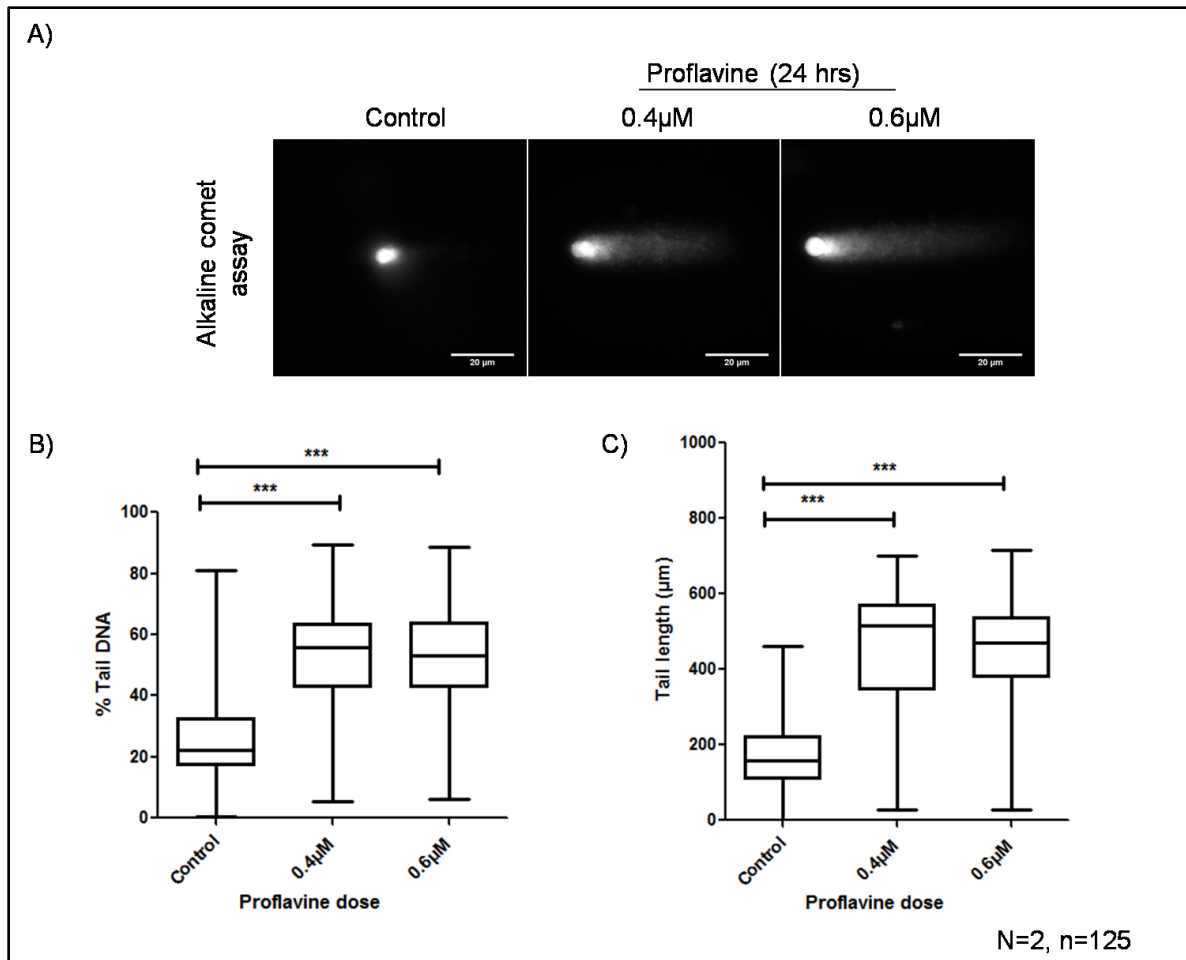 A)
Proflavine (24 hrs)
Control
0.4µM
0.6µM
Alkaline comet
assay
20 µm
20 µm
20 µm
B)
***
***
100
80
60
40
20
0
% Tail DNA
Control
0.4µM
0.6µM
Proflavine dose
C)
***
***
1000
800
600
400
200
0
Tail length (µm)
Control
0.4µM
0.6µM
Proflavine dose
N=2, n=125